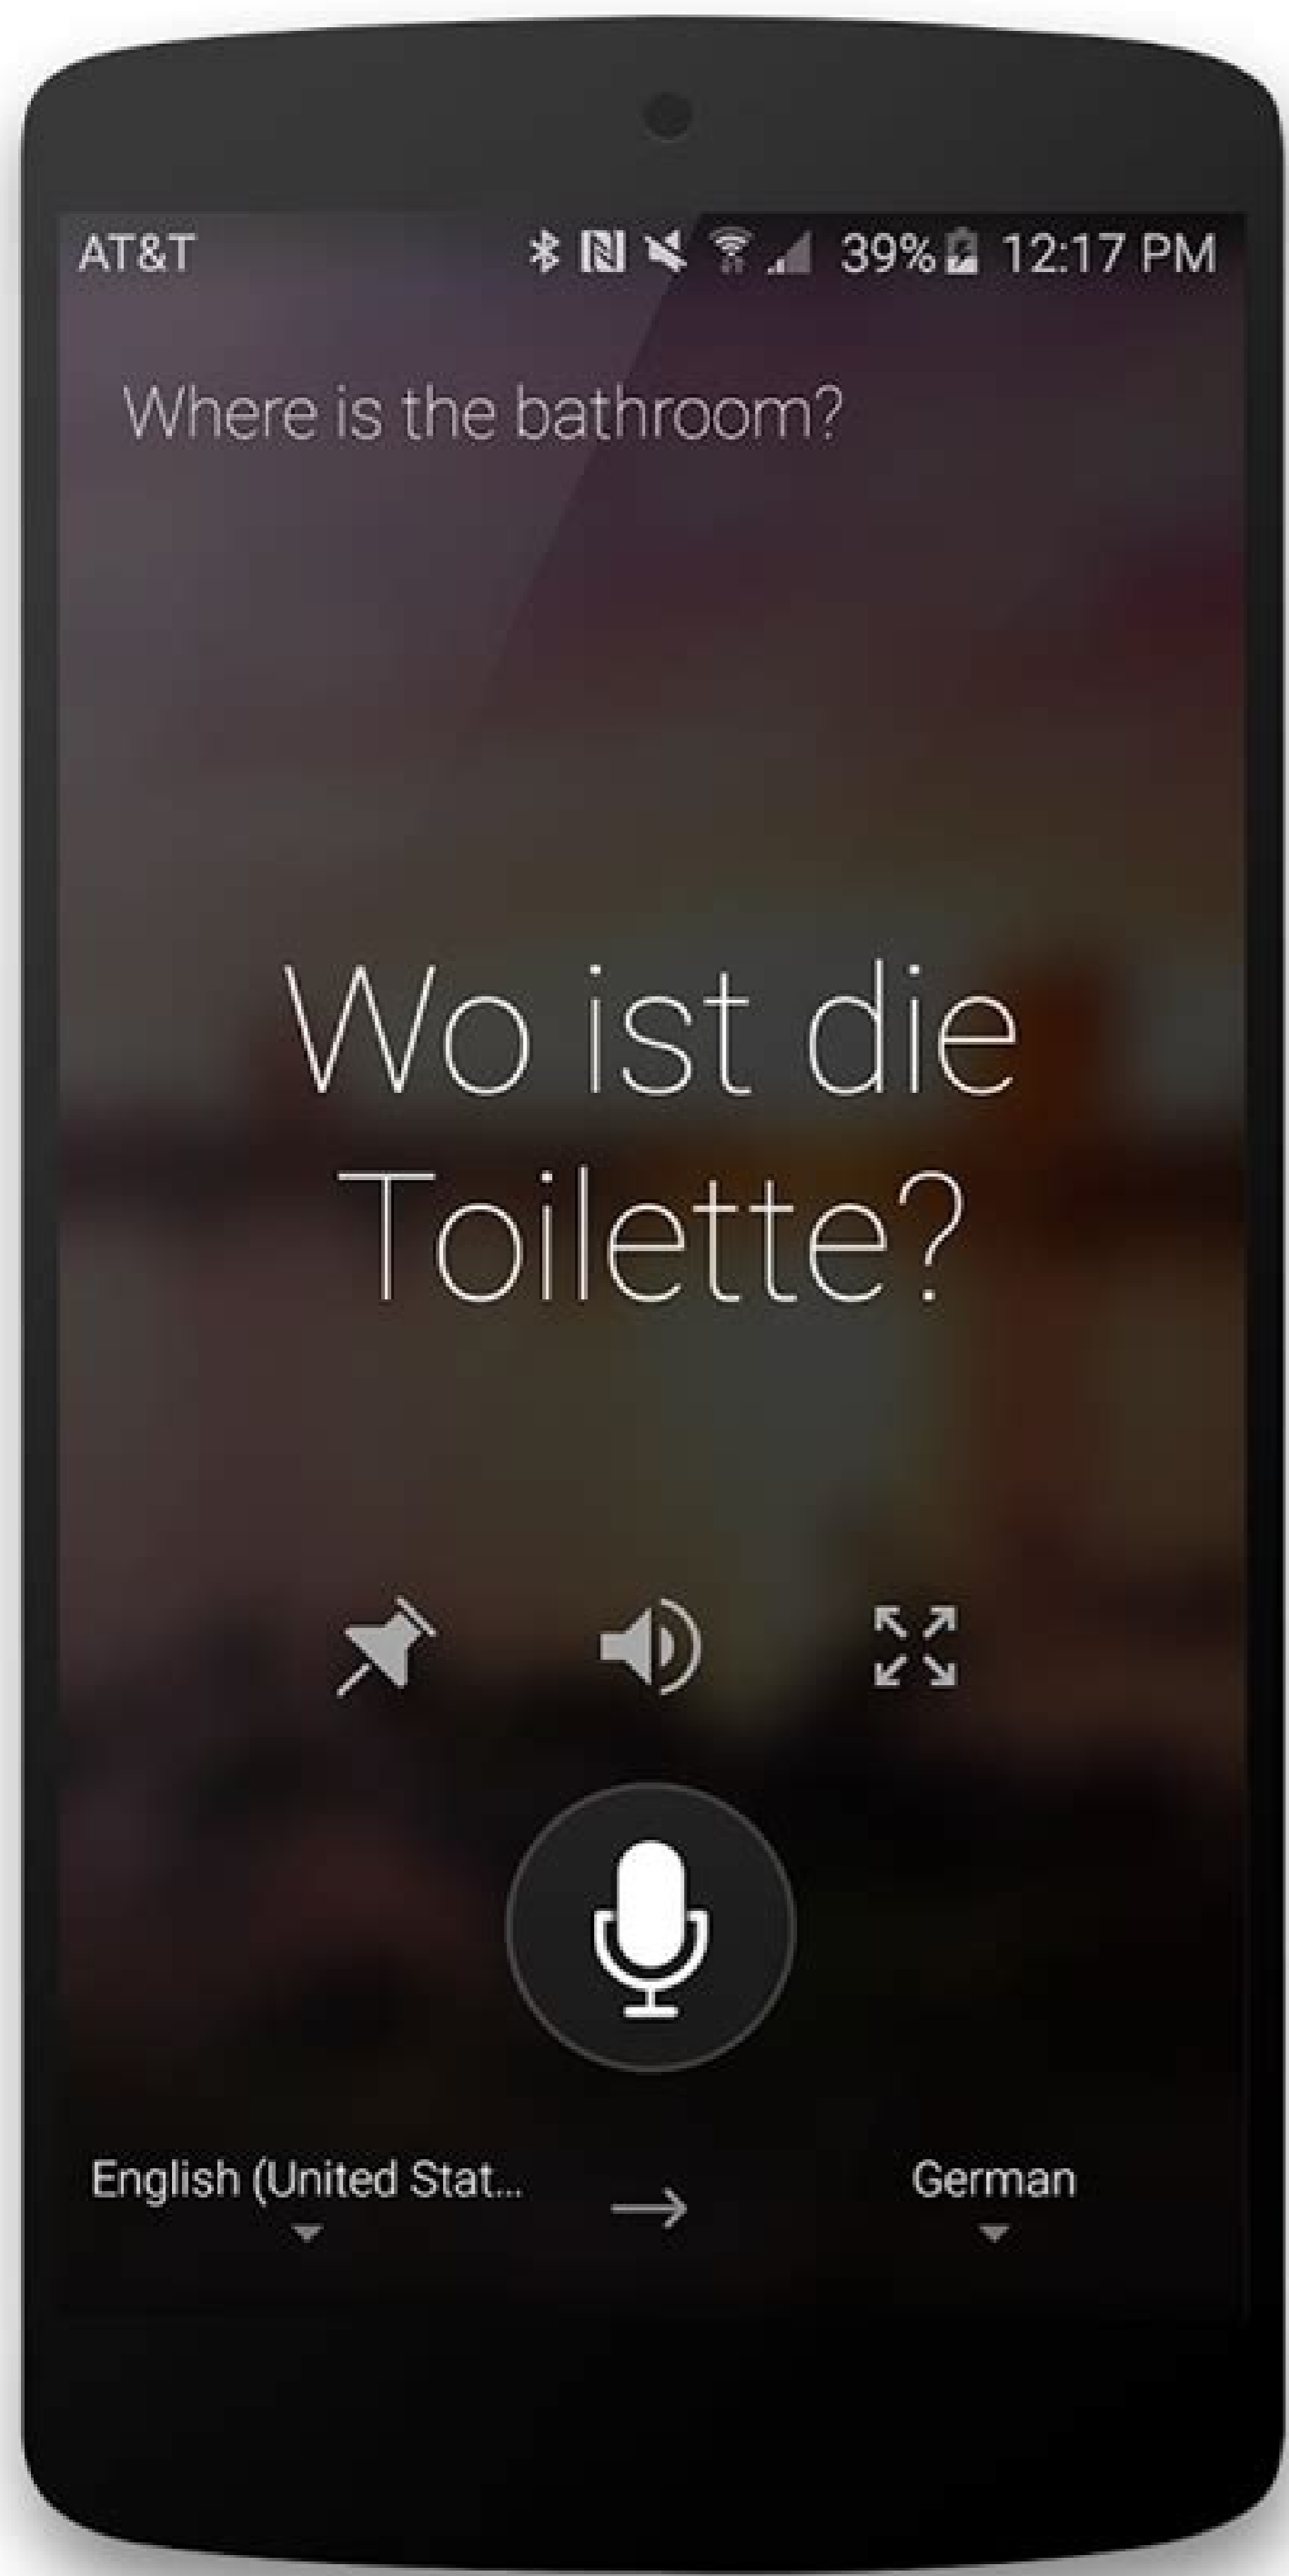 AT&T 39% 12:17 PM
Where is the bathroom?
Wo ist die
Toilette?
English (United Stat...
German